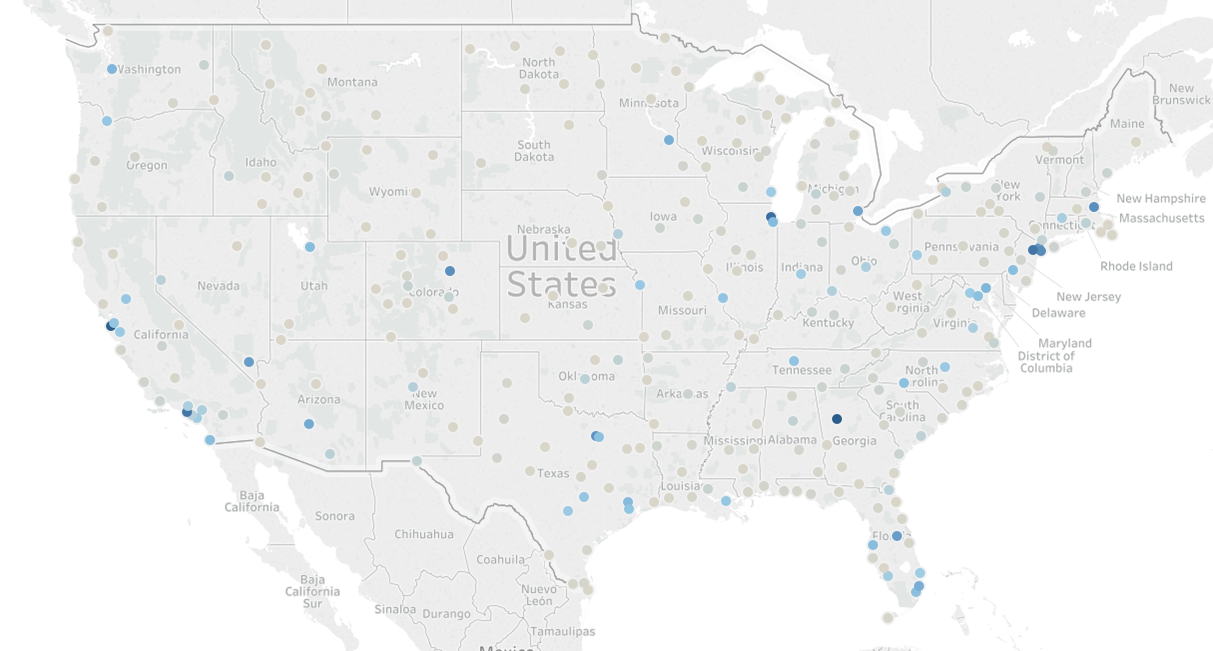 Washington
Montana
North
Dakota
Minnesota
New
Brunswick
Maine
Oregon
Idaho
South
Dakota
Wisconsin
Vermont
Wyoming
Michigan
New
York
New Hampshire
Massachusetts
Iowa
Nebraska
United
States
Nevada
Utah
Colorado
Kansas
Illinois
Indiana
Ohio
Pennsylvania
Connecticut
Rhode Island
New Jersey
Delaware
Missouri
West
Virginia
Virginia
Kentucky
Maryland
District of
Columbia
California
Arizona
New
Mexico
Oklahoma
Arkansas
Tennessee
North
Carolina
South
Carolina
Mississippi
Alabama
Georgia
Texas
Louisiana
Florida
Baja
California
Sonora
Chihuahua
Coahuila
Baja
California
Sur
Sinaloa
Durango
Nuevo
León
Tamaulipas
Mexico